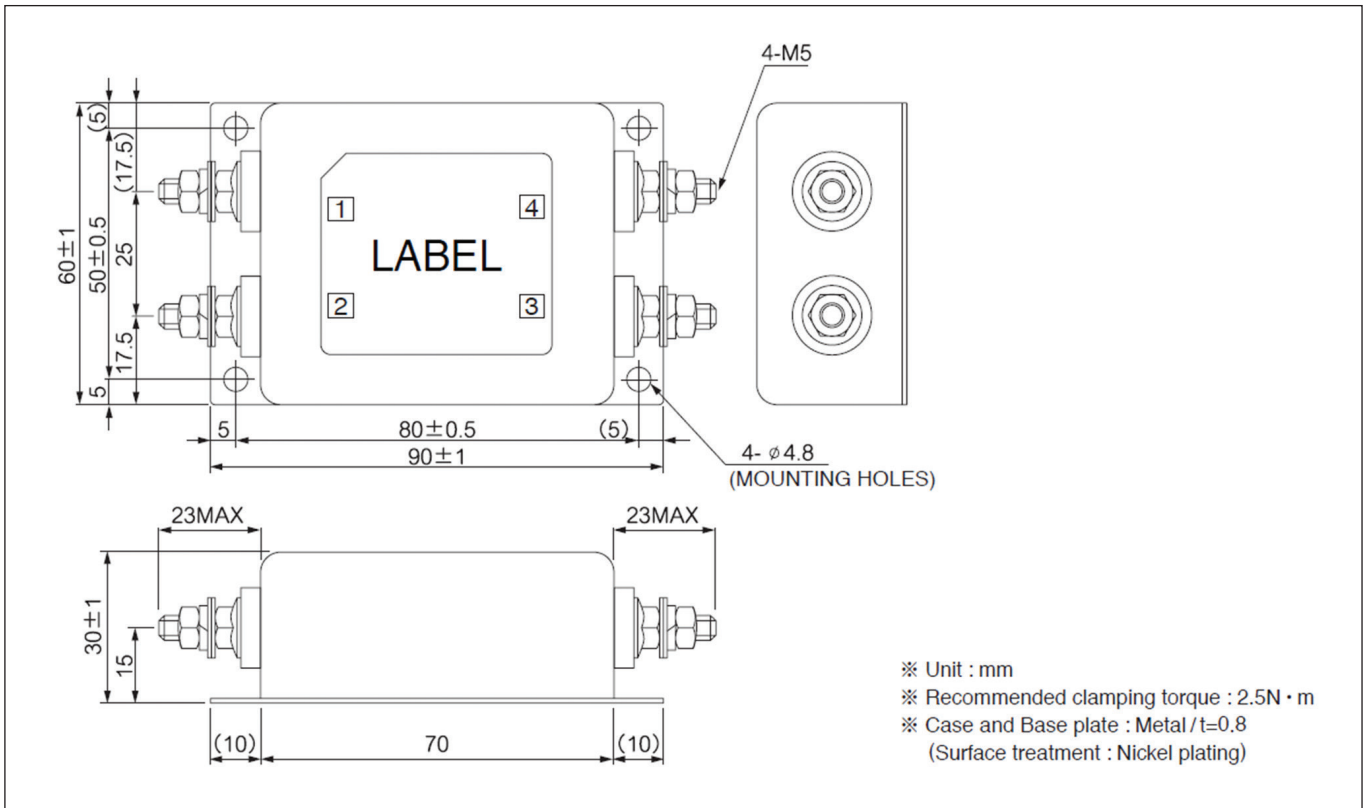 4-M5
(5)
(17.5)
60±1
50±0.5
25
17.5
5
1
4
LABEL
2
3
5
80±0.5
(5)
90±1
4- ⌀4.8
(MOUNTING HOLES)
23MAX
23MAX
30±1
15
(10)
70
(10)
※ Unit : mm
※ Recommended clamping torque : 2.5N・m
※ Case and Base plate : Metal / t=0.8
(Surface treatment : Nickel plating)